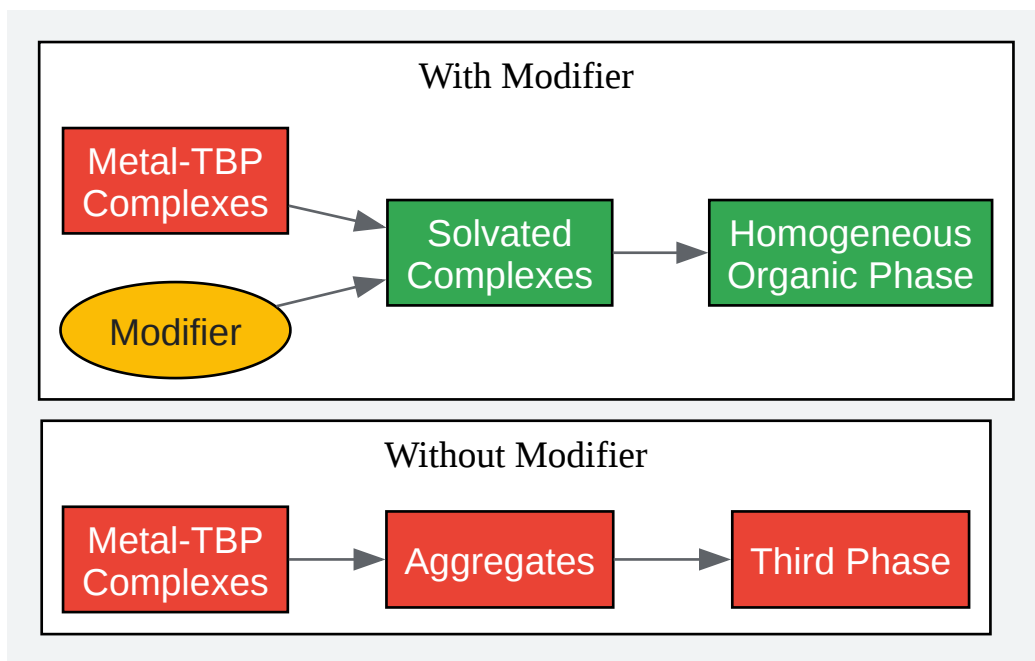 With Modifier
Metal-TBP
Complexes
Modifier
Solvated
Complexes
Homogeneous
Organic Phase
Without Modifier
Metal-TBP
Complexes
Aggregates
Third Phase